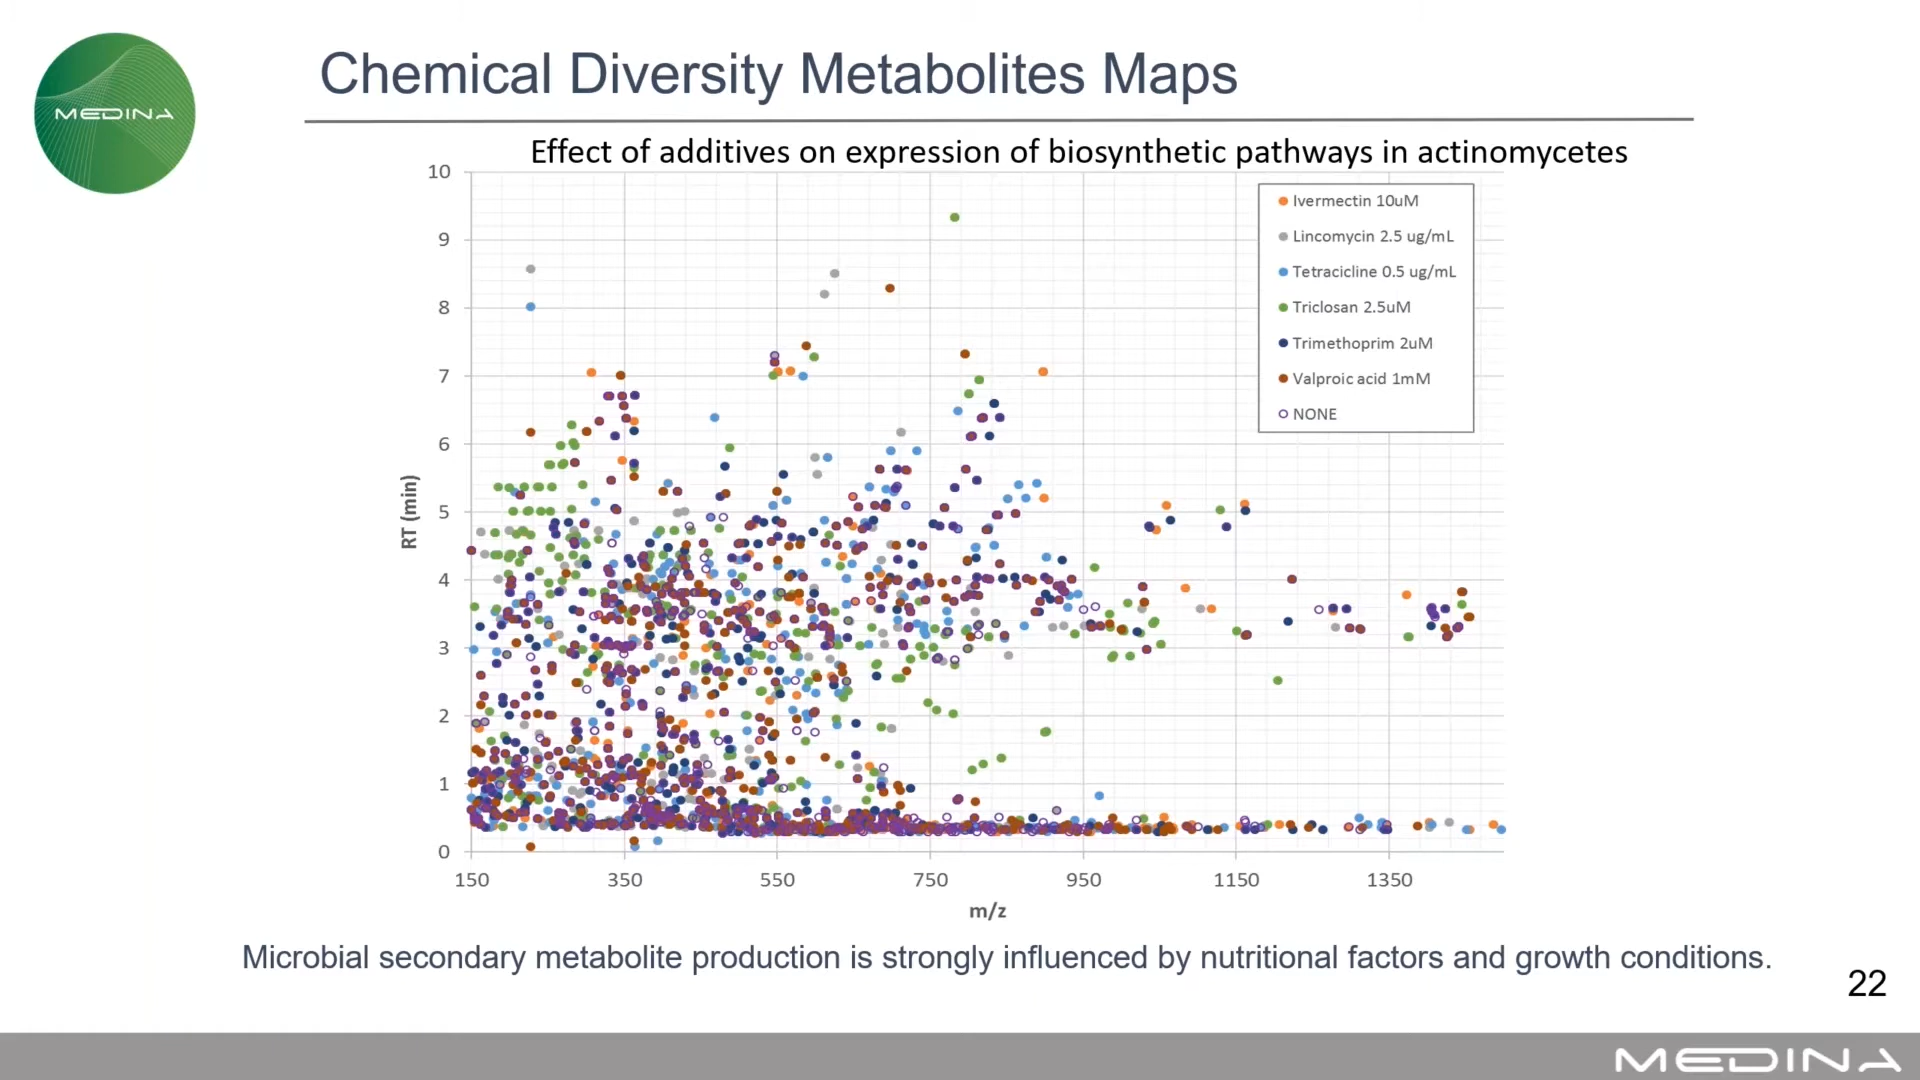 MEDINA
Chemical Diversity Metabolites Maps
Effect of additives on expression of biosynthetic pathways in actinomycetes
10
9
8
7
6
5
4
3
2
1
0
RT (min)
Ivermectin 10uM
Lincomycin 2.5 ug/mL
Tetracicline 0.5 ug/mL
Triclosan 2.5uM
Trimethoprim 2uM
Valproic acid 1mM
NONE
150 350 550 750 950 1150 1350
m/z
Microbial secondary metabolite production is strongly influenced by nutritional factors and growth conditions.
22
MEDINA